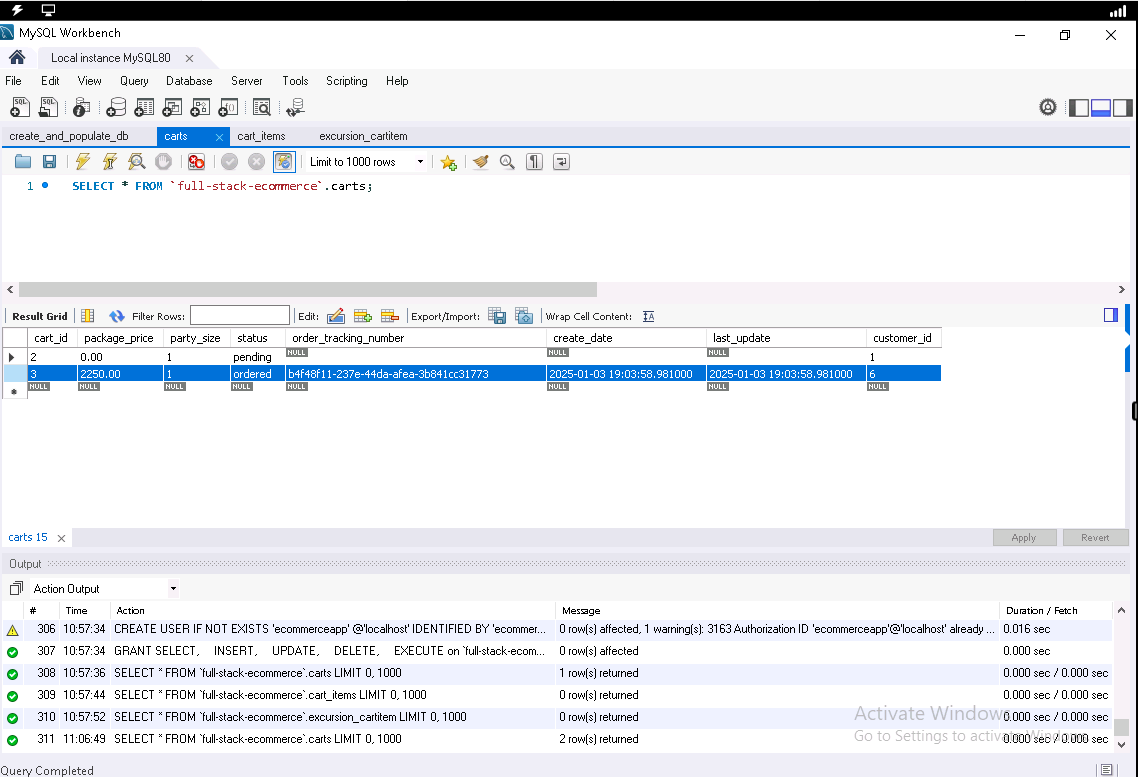 MySQL Workbench
Local instance MySQL80
File Edit View Query Database Server Tools Scripting Help
create_and_populate_db carts cart_items excursion_cartitem
Limit to 1000 rows
1 SELECT * FROM `full-stack-ecommerce`.carts;
Result Grid Filter Rows: Edit: Export/Import: Wrap Cell Content:
cart_id package_price party_size status order_tracking_number create_date last_update customer_id
2 0.00 1 pending NULL NULL NULL 1
3 2250.00 1 ordered b4f48f11-237e-44da-afea-3b841cc31773 2025-01-03 19:03:58.981000 2025-01-03 19:03:58.981000 6
NULL NULL NULL NULL NULL NULL NULL NULL
carts 15 Apply Revert
Output
Action Output
# Time Action Message Duration / Fetch
306 10:57:34 CREATE USER IF NOT EXISTS 'ecommerceapp' @'localhost' IDENTIFIED BY 'ecommer... 0 row(s) affected, 1 warning(s): 3163 Authorization ID 'ecommerceapp'@'localhost' already ... 0.016 sec
307 10:57:34 GRANT SELECT, INSERT, UPDATE, DELETE, EXECUTE on `full-stack-ecom... 0 row(s) affected 0.000 sec
308 10:57:36 SELECT * FROM `full-stack-ecommerce`.carts LIMIT 0, 1000 1 row(s) returned 0.000 sec / 0.000 sec
309 10:57:44 SELECT * FROM `full-stack-ecommerce`.cart_items LIMIT 0, 1000 0 row(s) returned 0.000 sec / 0.000 sec
310 10:57:52 SELECT * FROM `full-stack-ecommerce`.excursion_cartitem LIMIT 0, 1000 0 row(s) returned 0.000 sec / 0.000 sec
311 11:06:49 SELECT * FROM `full-stack-ecommerce`.carts LIMIT 0, 1000 2 row(s) returned 0.000 sec / 0.000 sec
Activate Windows
Go to Settings to activate Windows.
Query Completed